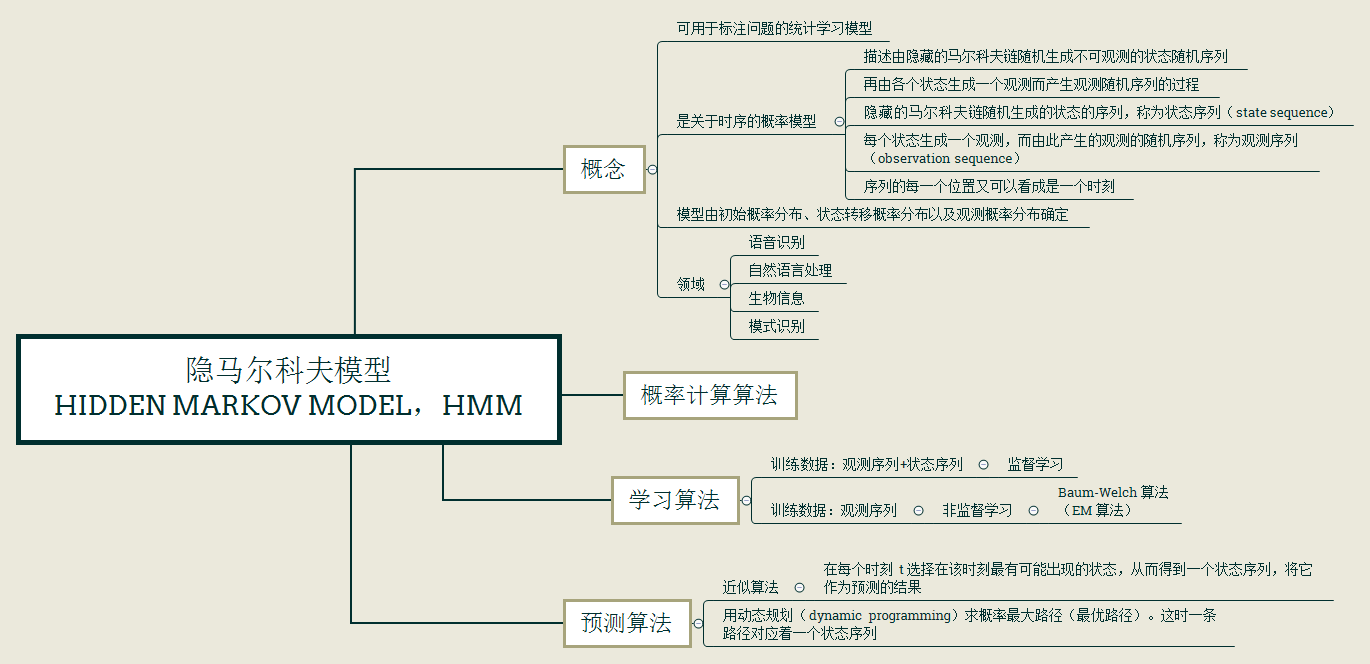 隐马尔科夫模型
HIDDEN MARKOV MODEL，HMM
概念
可用于标注问题的统计学习模型
是关于时序的概率模型
描述由隐藏的马尔科夫链随机生成不可观测的状态随机序列
再由各个状态生成一个观测而产生观测随机序列的过程
隐藏的马尔科夫链随机生成的状态的序列，称为状态序列（state sequence）
每个状态生成一个观测，而由此产生的观测的随机序列，称为观测序列
（observation sequence）
序列的每一个位置又可以看成是一个时刻
模型由初始概率分布、状态转移概率分布以及观测概率分布确定
领域
语音识别
自然语言处理
生物信息
模式识别
概率计算算法
学习算法
训练数据：观测序列+状态序列
监督学习
训练数据：观测序列
非监督学习
Baum-Welch 算法
（EM 算法）
预测算法
近似算法
在每个时刻 t 选择在该时刻最有可能出现的状态，从而得到一个状态序列，将它
作为预测的结果
用动态规划（dynamic programming）求概率最大路径（最优路径）。这时一条
路径对应着一个状态序列